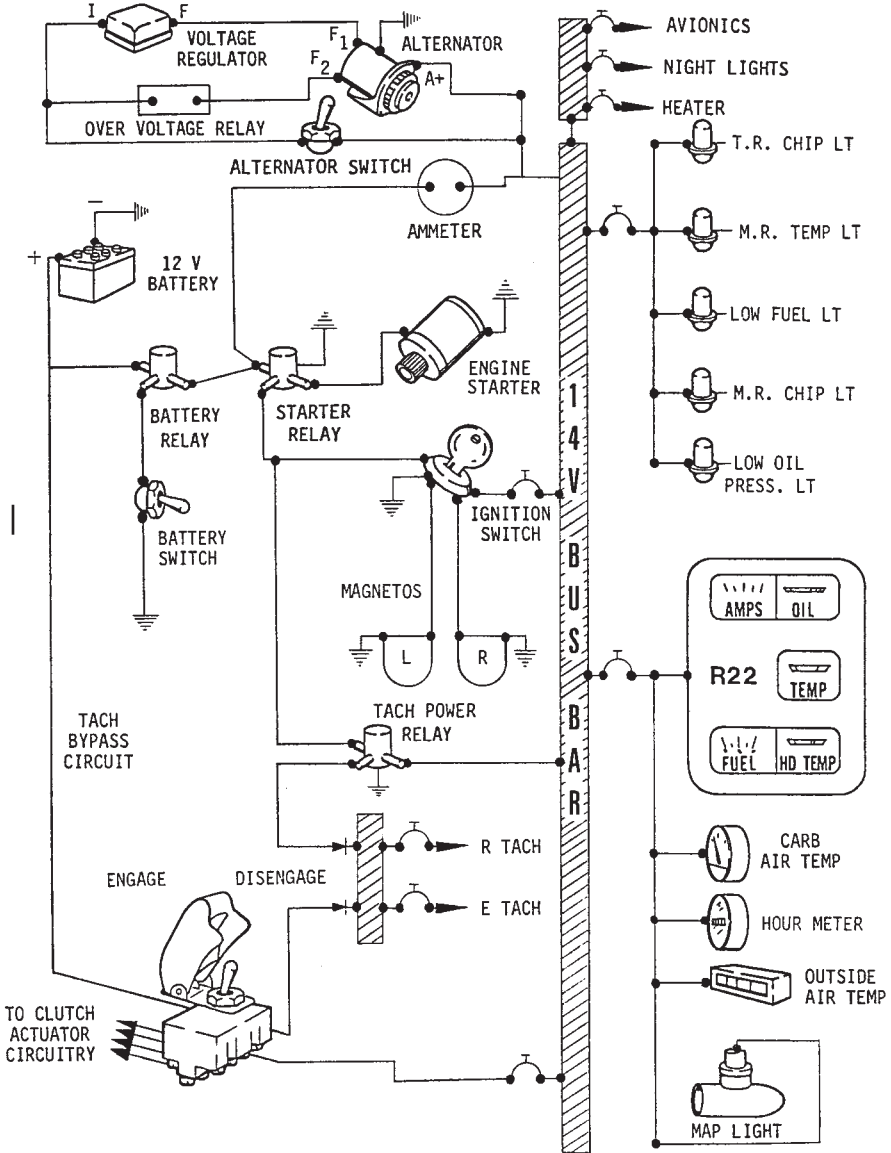 I
F
VOLTAGE
REGULATOR
F1
F2
ALTERNATOR
A+
OVER VOLTAGE RELAY
ALTERNATOR SWITCH
AVIONICS
NIGHT LIGHTS
HEATER
T.R. CHIP LT
M.R. TEMP LT
LOW FUEL LT
M.R. CHIP LT
LOW OIL
PRESS. LT
AMMETER
–
+
12 V
BATTERY
ENGINE
STARTER
BATTERY
RELAY
STARTER
RELAY
BATTERY
SWITCH
IGNITION
SWITCH
14V BUS BAR
MAGNETOS
L
R
TACH POWER
RELAY
TACH
BYPASS
CIRCUIT
R TACH
E TACH
ENGAGE
DISENGAGE
TO CLUTCH
ACTUATOR
CIRCUITRY
AMPS
OIL
R22
TEMP
FUEL
HD TEMP
CARB
AIR TEMP
HOUR METER
OUTSIDE
AIR TEMP
MAP LIGHT